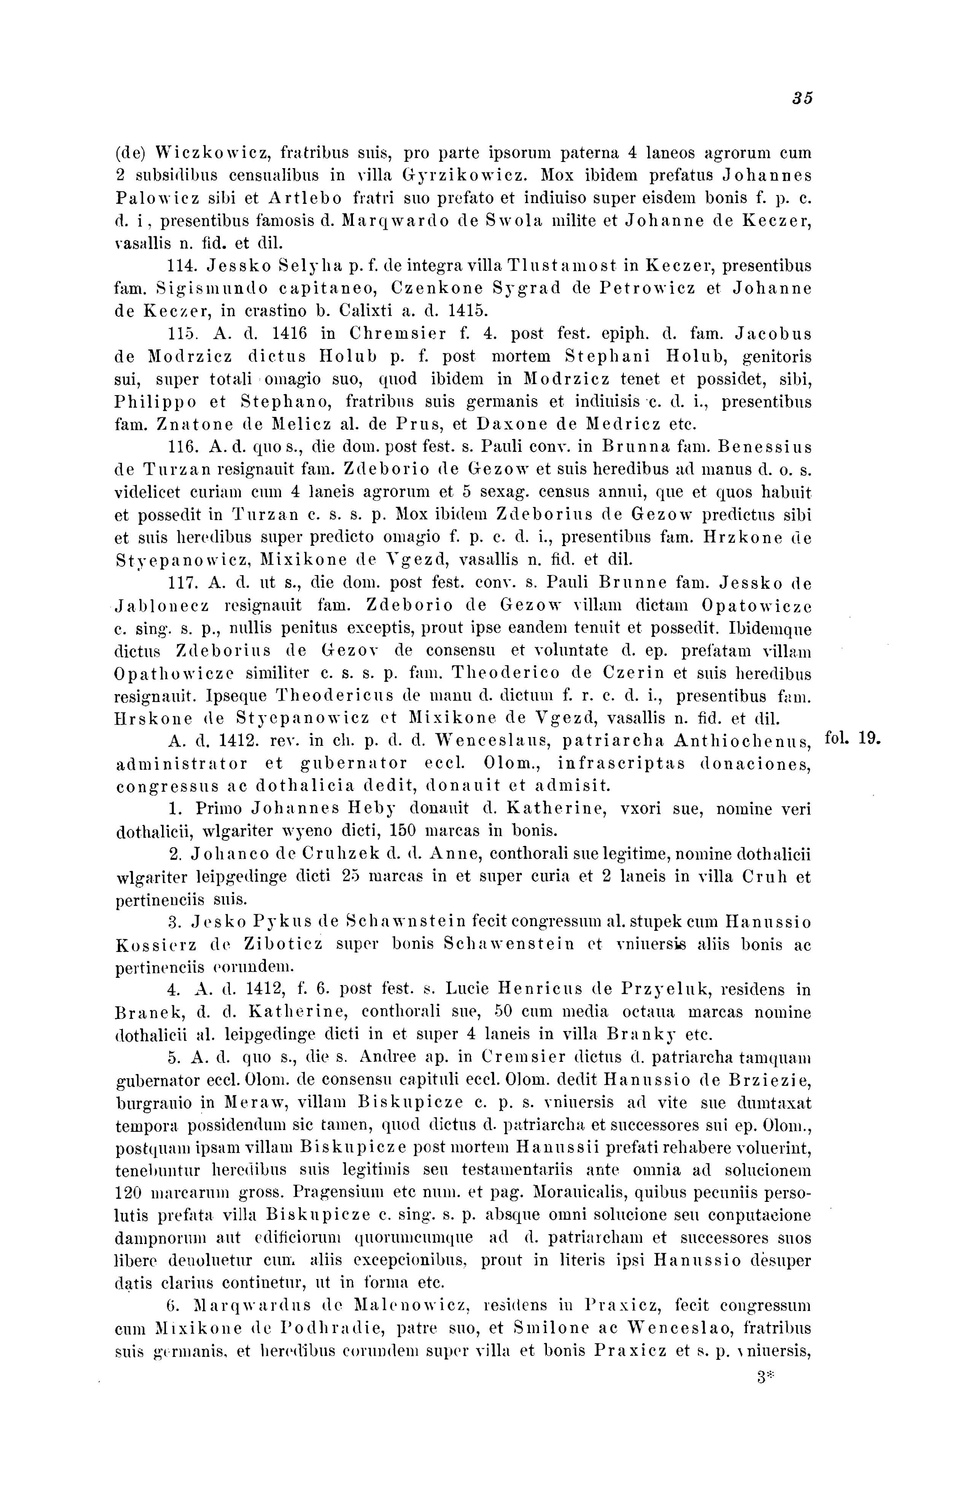 35
(de) Wiczkowicz, fratribus suis, pro parte ipsorum paterna 4 laneos agrorum cum
2 subsidibus censualibus in villa Gyrzikowicz. Mox ibidem prefatus Johannes
Palowicz sibi et Artlebo fratri suo prefato et indiuiso super eisdem bonis f. p. c.
d. i, presentibus famosis d. Marqwardo de Swola milite et Johanne de Keczer,
vasallis n. fid. et dil.
114. Jessko Selyha p. f. de integra villa Tlustamost in Keczer, presentibus
fam. Sigismundo capitaneo, Czenkone Sygrad de Petrowicz et Johanne
de Keczer, in crastino b. Calixti a. d. 1415.
115. A. d. 1416 in Chremsier f. 4. post fest. epiph. d. fam. Jacobus
de Modrzicz dictus Holub p. f. post mortem Stephani Holub, genitoris
sui, super totali omagio suo, quod ibidem in Modrzicz tenet et possidet, sibi,
Philippo et Stephano, fratribus suis germanis et indiuisis c. d. i., presentibus
fam. Znatone de Melicz al. de Prus, et Daxone de Medricz etc.
116. A. d. quo s., die dom. post fest. s. Pauli conv. in Brunna fam. Benessius
de Turzan resignauit fam. Zdeborio de Gezow et suis heredibus ad manus d. o. s.
videlicet curiam cum 4 laneis agrorum et 5 sexag. census annui, que et quos habuit
et possedit in Turzan c. s. s. p. Mox ibidem Zdeborius de Gezow predictus sibi
et suis heredibus super predicto omagio f. p. c. d. i., presentibus fam. Hrzkone de
Styepanowicz, Mixikone de Vgezd, vasallis n. fid. et dil.
117. A. d. ut s., die dom. post fest. conv. s. Pauli Brunne fam. Jessko de
Jablonecz resignauit fam. Zdeborio de Gezow villam dictam Opatowicze
c. sing. s. p., nullis penitus exceptis, prout ipse eandem tenuit et possedit. Ibidemque
dictus Zdeborius de Gezov de consensu et voluntate d. ep. prefatam villam
Opathowicze similiter c. s. s. p. fam. Theoderico de Czerin et suis heredibus
resignauit. Ipseque Theodericus de manu d. dictum f. r. c. d. i., presentibus fam.
Hrskone de Styepanowicz et Mixikone de Vgezd, vasallis n. fid. et dil.
A. d. 1412. rev. in ch. p. d. d. Wenceslaus, patriarcha Anthiochenus, fol. 19.
administrator et gubernator eccl. Olom., infrascriptas donaciones,
congressus ac dothalicia dedit, donauit et admisit.
1. Primo Johannes Heby donauit d. Katherine, vxori sue, nomine veri
dothalicii, wlgariter wyeno dicti, 150 marcas in bonis.
2. Johanco de Cruhzek d. d. Anne, conthorali sue legitime, nomine dothalicii
wlgariter leipgedinge dicti 25 marcas in et super curia et 2 laneis in villa Cruh et
pertinenciis suis.
3. Jesko Pykus de Schawnstein fecit congressum al. stupek cum Hanussio
Kossierz de Ziboticz super bonis Schawenstein et vniuersis aliis bonis ac
pertinenciis eorundem.
4. A. d. 1412, f. 6. post fest. s. Lucie Henricus de Przyeluk, residens in
Branek, d. d. Katherine, conthorali sue, 50 cum media octaua marcas nomine
dothalicii al. leipgedinge dicti in et super 4 laneis in villa Branky etc.
5. A. d. quo s., die s. Andree ap. in Cremsier dictus d. patriarcha tamquam
gubernator eccl. Olom. de consensu capituli eccl. Olom. dedit Hanussio de Brziezie,
burgrauio in Meraw, villam Biskupicze c. p. s. vniuersis ad vite sue dumtaxat
tempora possidendum sic tamen, quod dictus d. patriarcha et successores sui ep. Olom.,
postquam ipsam villam Biskupicze post mortem Hanussii prefati rehabere voluerint,
tenebuntur heredibus suis legitimis seu testamentariis ante omnia ad solucionem
120 marcarum gross. Pragensium etc num. et pag. Morauicalis, quibus pecuniis perso-
lutis prefata villa Biskupicze c. sing. s. p. absque omni solucione seu conputacione
dampnorum aut edificiorum quorumcumque ad d. patriarcham et successores suos
libere deuoluetur cum aliis excepcionibus, prout in literis ipsi Hanussio desuper
datis clarius continetur, ut in forma etc.
6. Marqwardus de Malenowicz, residens in Praxicz, fecit congressum
cum Mixikone de Podhradie, patre suo, et Smilone ac Wenceslao, fratribus
suis germanis, et heredibus eorundem super villa et bonis Praxicz et s. p. vniuersis,
3*